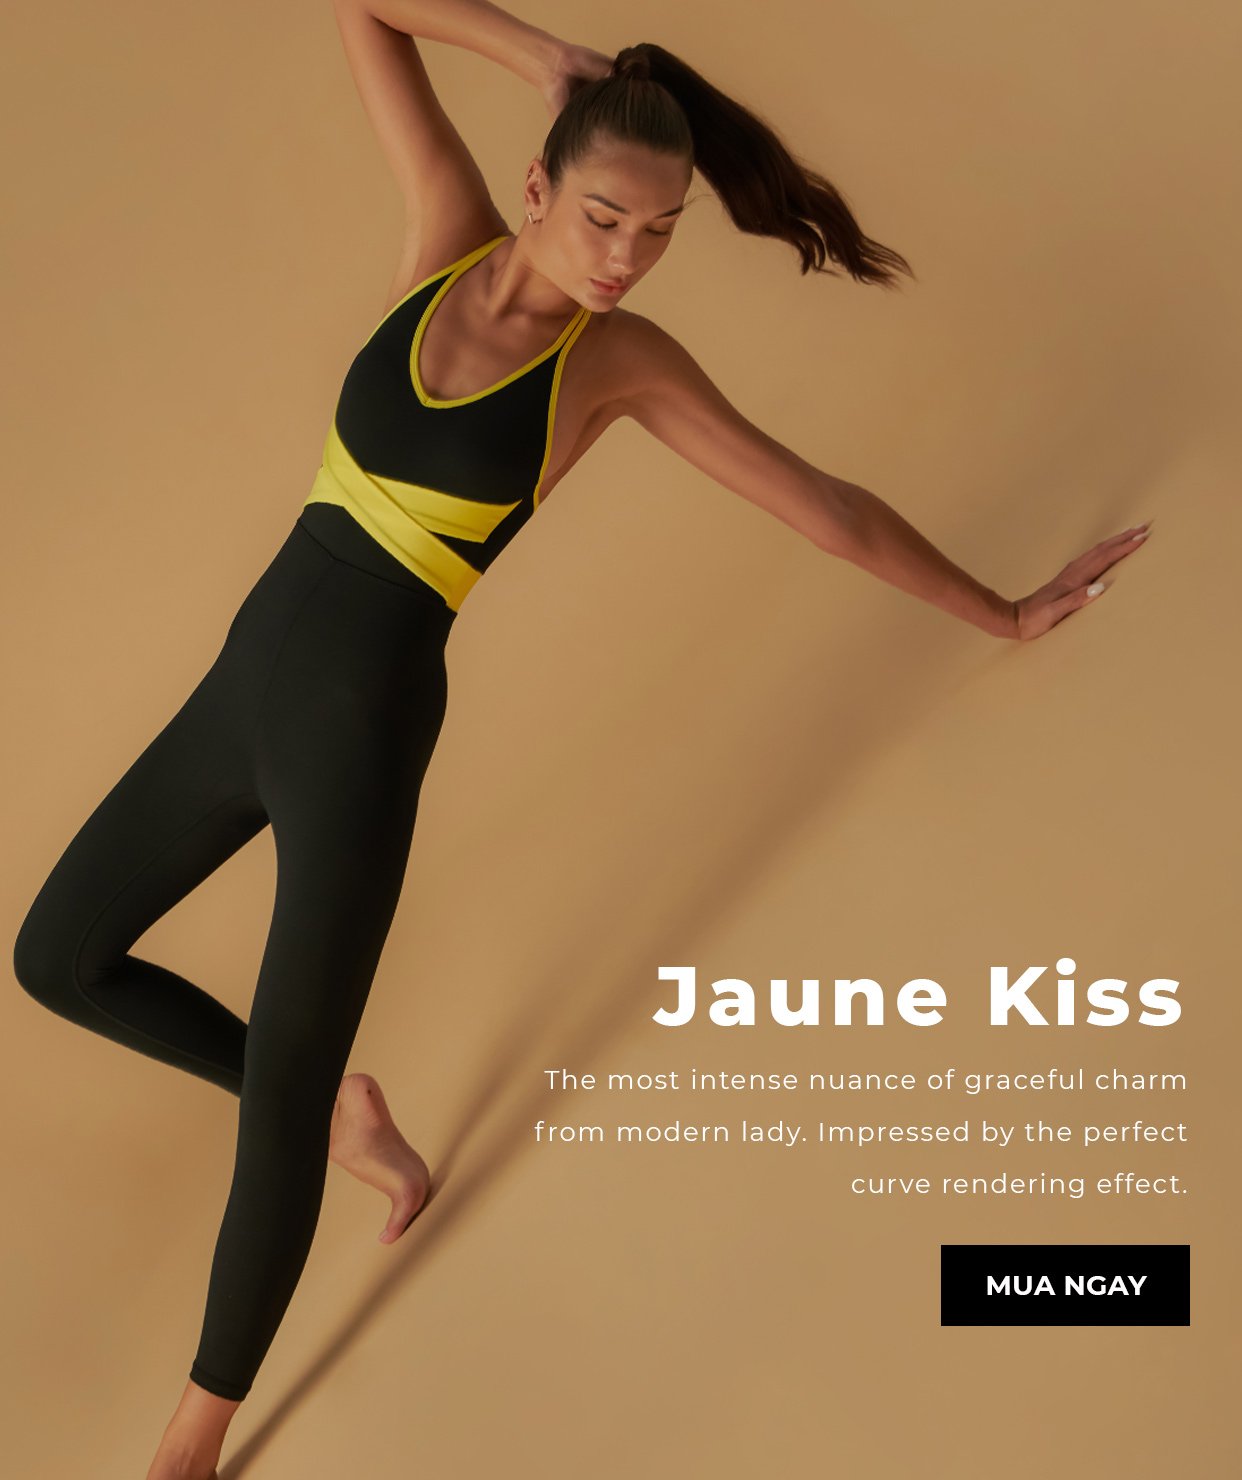 Jaune Kiss
The most intense nuance of graceful charm
from modern lady. Impressed by the perfect
curve rendering effect.
MUA NGAY